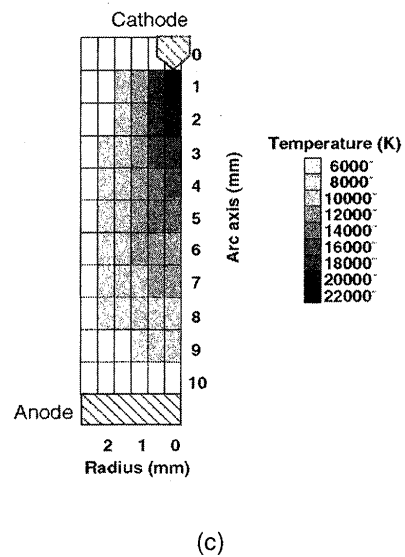 Cathode
0
1
2
3
4
5
6
7
8
9
10
Arc axis (mm)
Temperature (K)
6000~
8000~
10000~
12000~
14000~
16000~
18000~
20000~
22000~
Anode
2 1 0
Radius (mm)
(c)